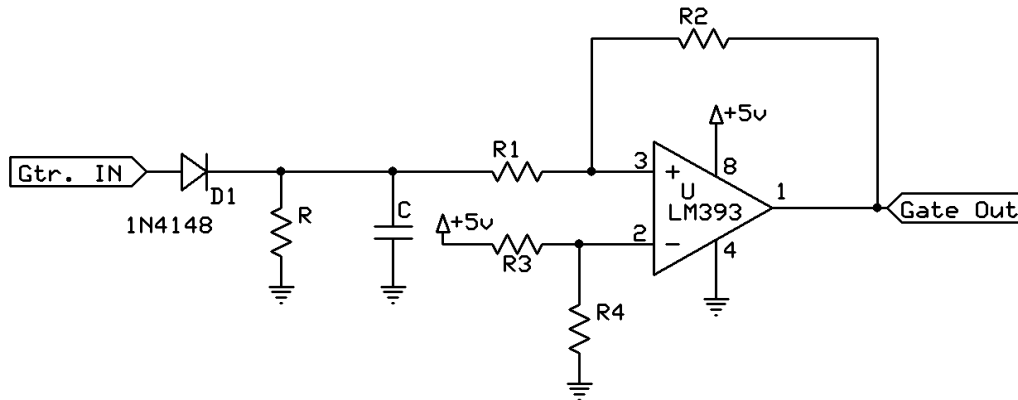 R2
+5v
Gtr. IN
D1
1N4148
R
C
R1
3
+
U
LM393
8
1
Gate Out
+5v
2
-
R3
4
R4